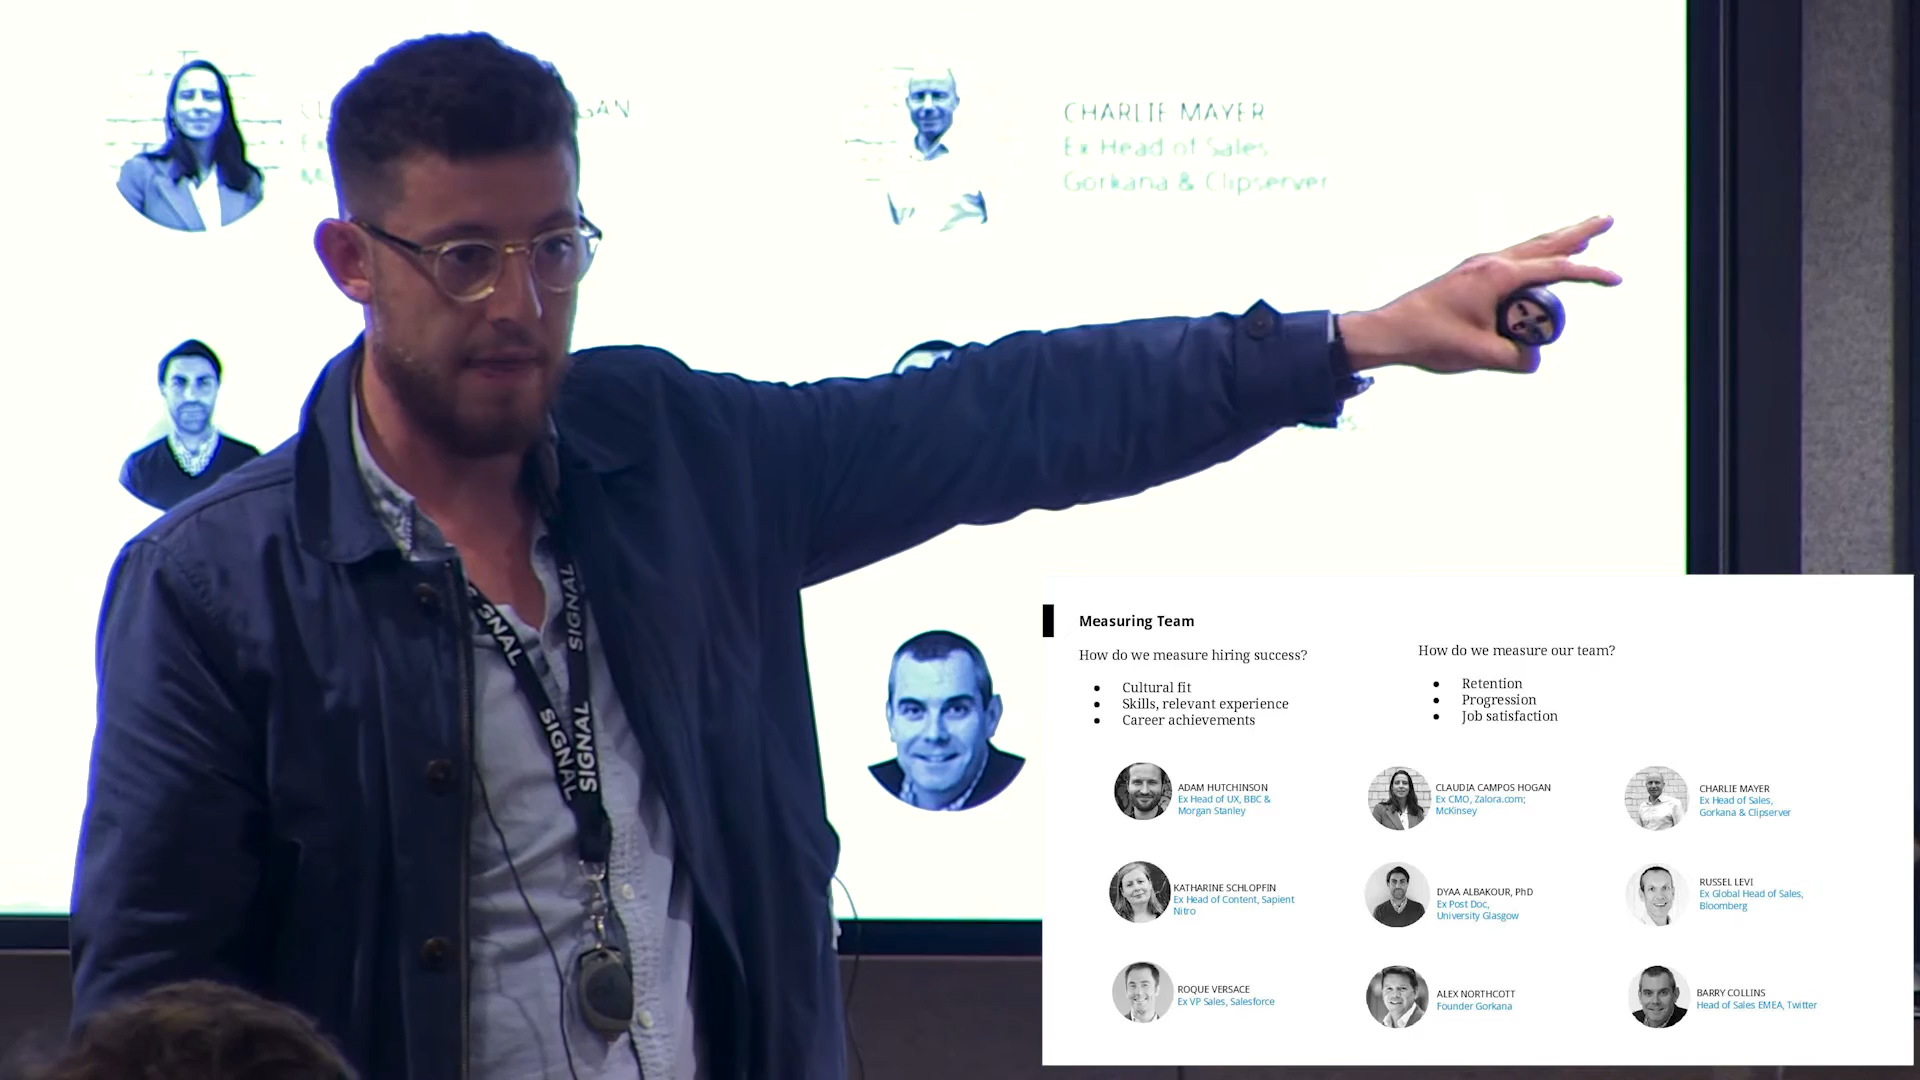 GAN
CHARLIE MAYER
Ex Head of Sales
Gorkana & Clipserver
SIGNAL
SIGNAL
SIGNAL
SIGNAL
Measuring Team
How do we measure hiring success?
• Cultural fit
• Skills, relevant experience
• Career achievements
How do we measure our team?
• Retention
• Progression
• Job satisfaction
ADAM HUTCHINSON
Ex Head of UX, BBC &
Morgan Stanley
CLAUDIA CAMPOS HOGAN
Ex CMO, Zalora.com;
McKinsey
CHARLIE MAYER
Ex Head of Sales,
Gorkana & Clipserver
KATHARINE SCHLOPFIN
Ex Head of Content, Sapient
Nitro
DYAA ALBAKOUR, PhD
Ex Post Doc,
University Glasgow
RUSSEL LEVI
Ex Global Head of Sales,
Bloomberg
ROQUE VERSACE
Ex VP Sales, Salesforce
ALEX NORTHCOTT
Founder Gorkana
BARRY COLLINS
Head of Sales EMEA, Twitter